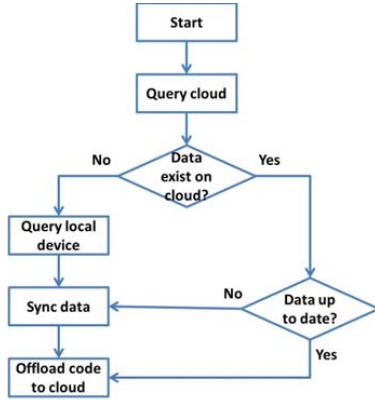 Start
Query cloud
No
Data
Yes
exist on
cloud?
Query local
device
Sync data
No
Data up
to date?
Yes
Offload code
to cloud